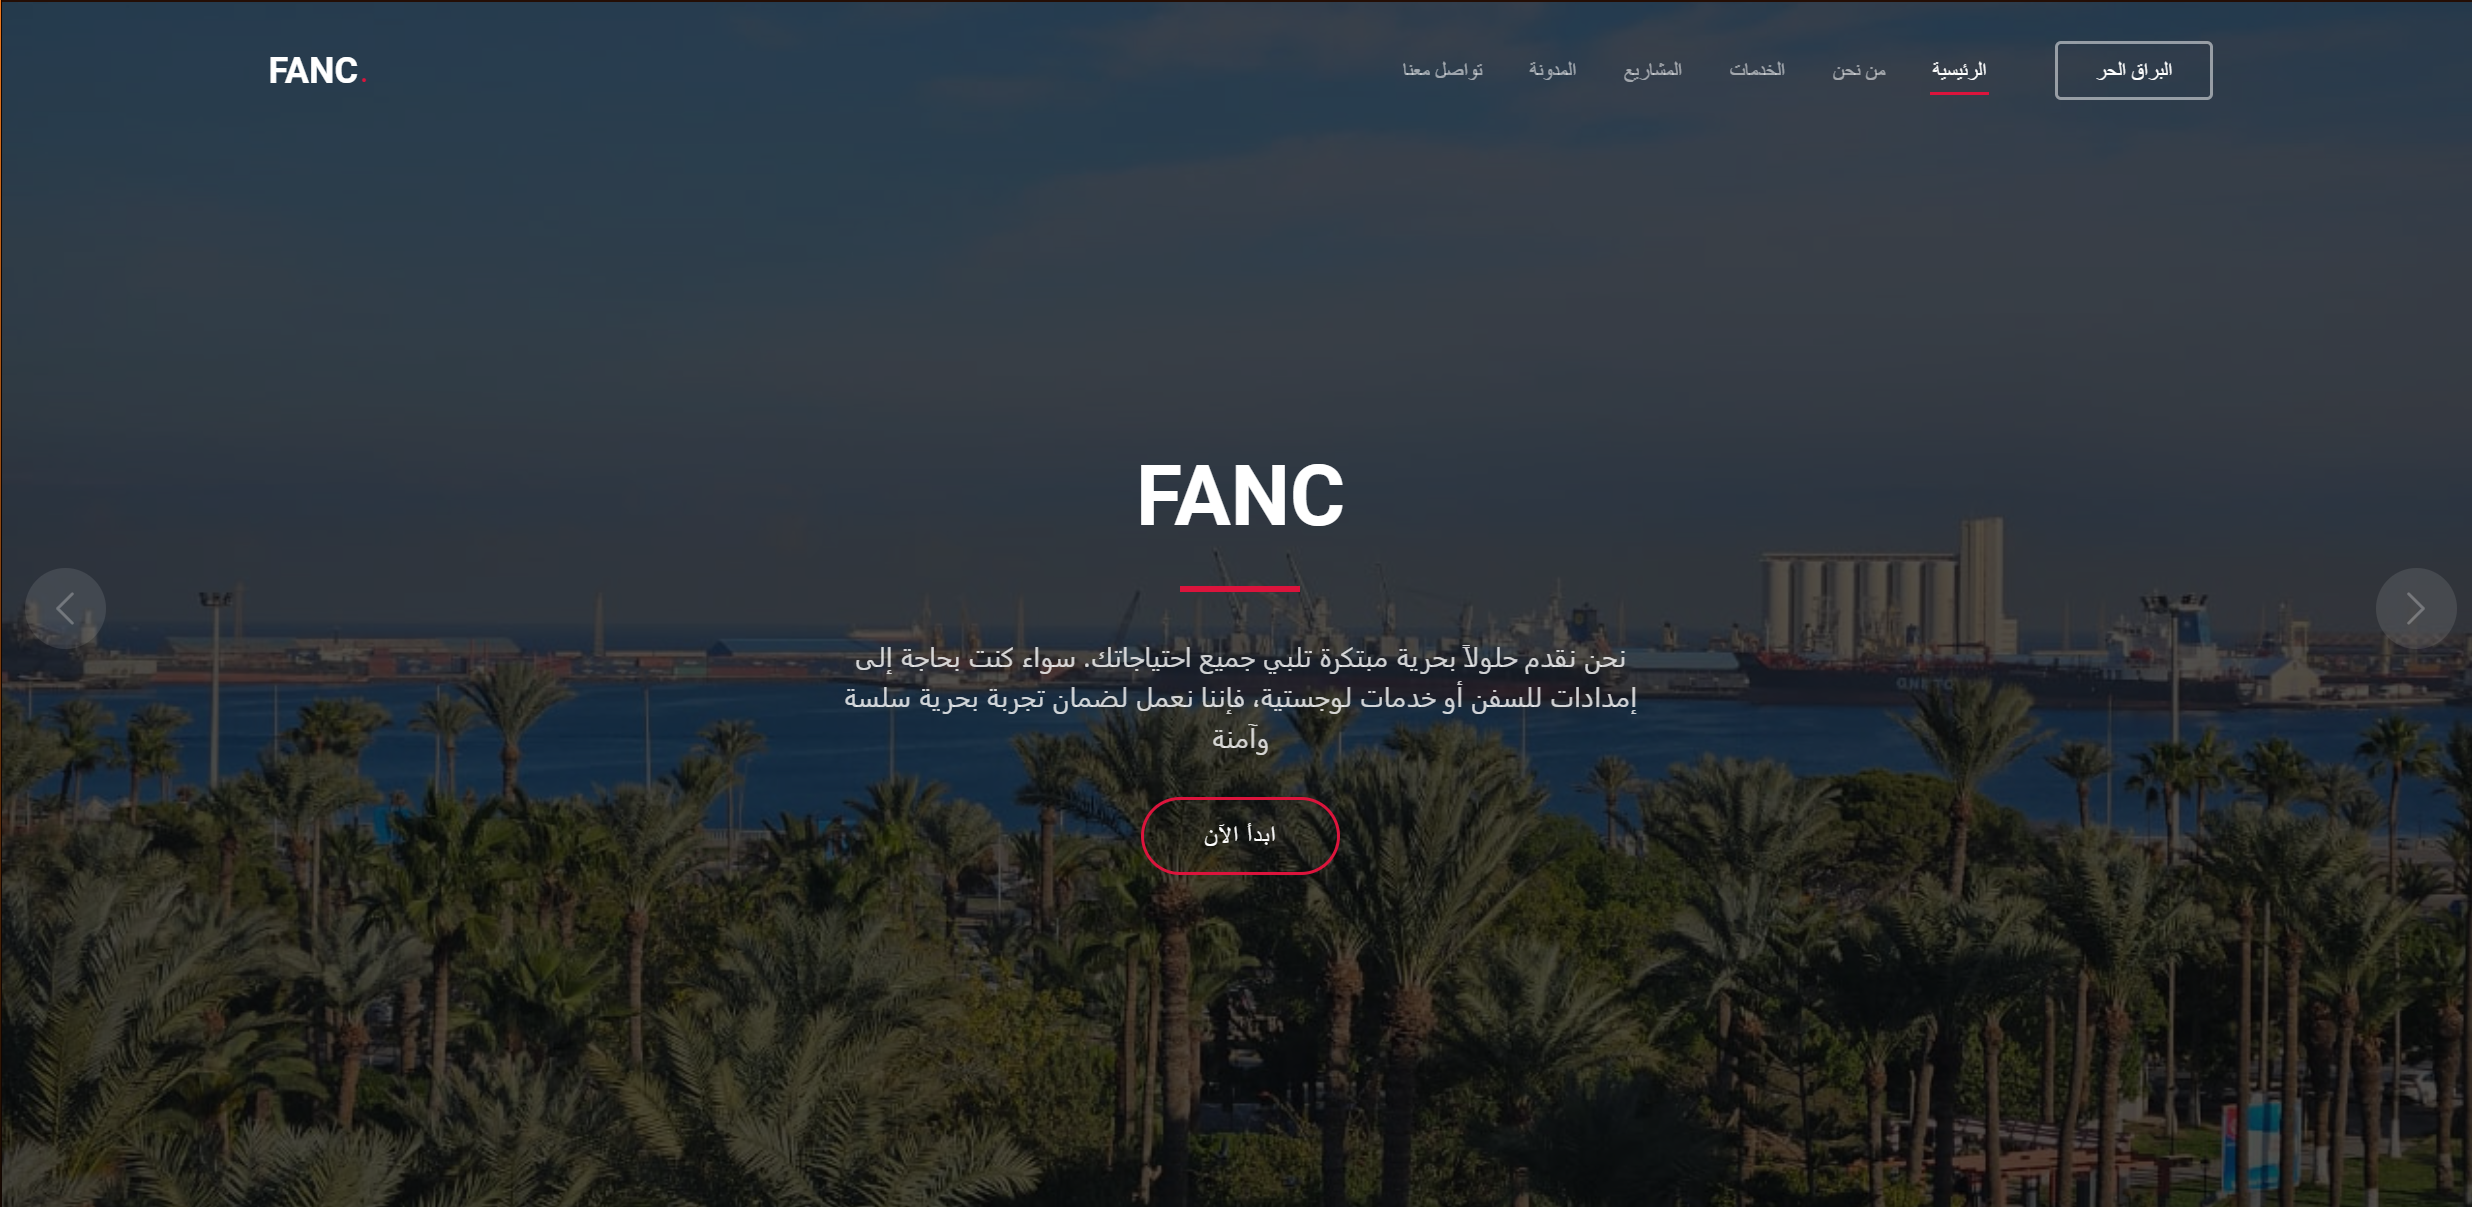 البراق الحر
الرئيسية
من نحن
الخدمات
المشاريع
المدونة
تواصل معنا
FANC.
FANC
نحن نقدم حلولاً بحرية مبتكرة تلبي جميع احتياجاتك. سواء كنت بحاجة إلى
إمدادات للسفن أو خدمات لوجستية، فإننا نعمل لضمان تجربة بحرية سلسة
وآمنة
ابدأ الآن